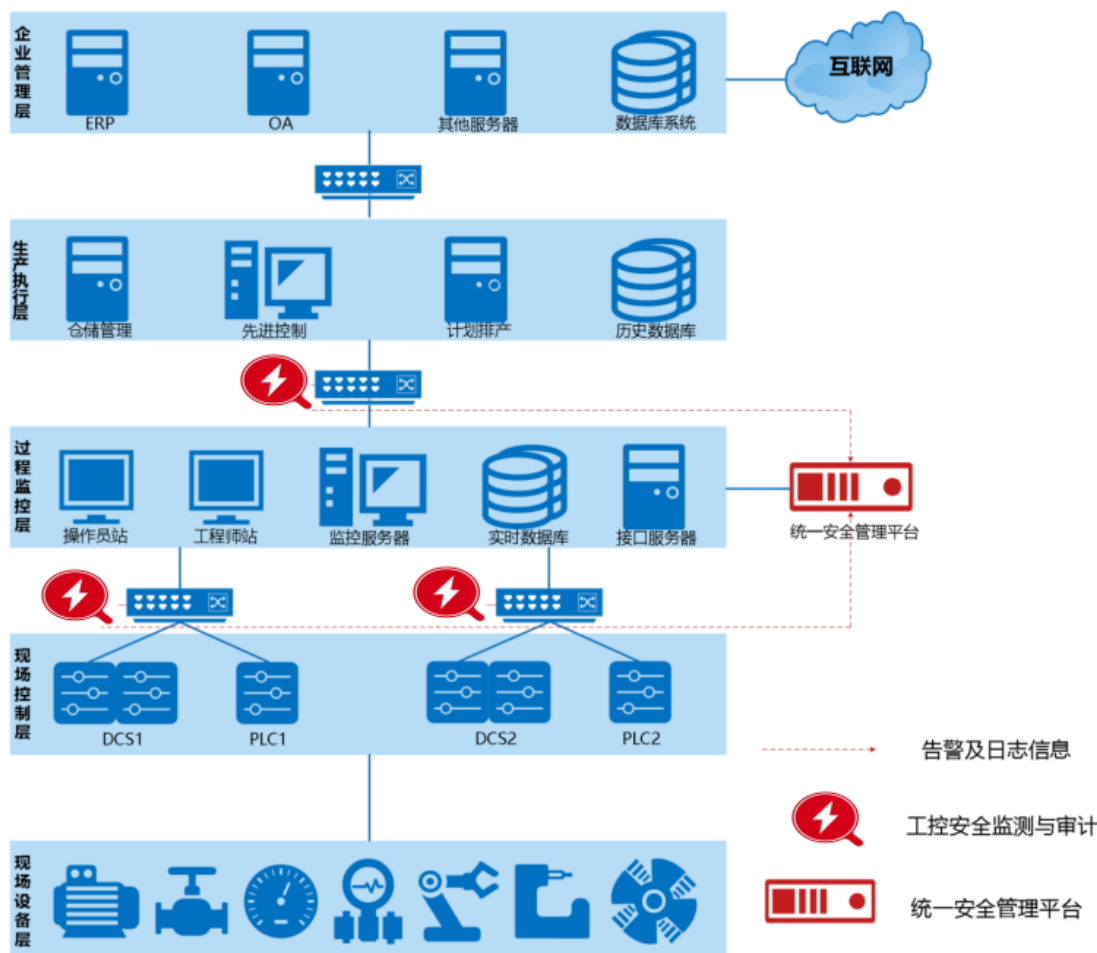 企业管理层
互联网
ERP
OA
其他服务器
数据库系统
生产执行层
仓储管理
先进控制
计划排产
历史数据库
过程监控层
操作员站
工程师站
监控服务器
实时数据库
接口服务器
统一安全管理平台
现场控制层
DCS1
PLC1
DCS2
PLC2
告警及日志信息
工控安全监测与审计
现场设备层
统一安全管理平台